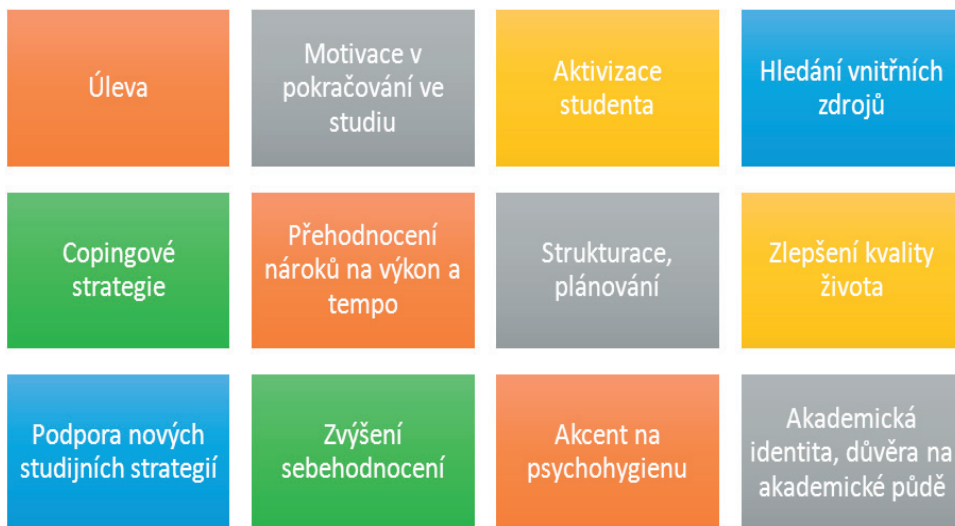 Úleva
Motivace v
pokračování ve
studiu
Aktivizace
studenta
Hledání vnitřních
zdrojů
Copingové
strategie
Přehodnocení
nároků na výkon a
tempo
Strukturace,
plánování
Zlepšení kvality
života
Podpora nových
studijních strategií
Zvýšení
sebehodnocení
Akcent na
psychohygienu
Akademická
identita, důvěra na
akademické půdě